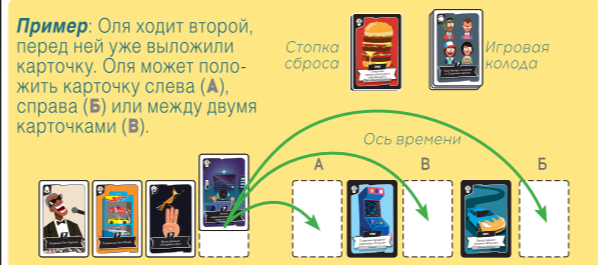 Пример: Оля ходит второй,
перед ней уже выложили
карточку. Оля может поло-
жить карточку слева (А),
справа (Б) или между двумя
карточками (В).
Стопка
сброса
Игровая
колода
Ось времени
А
В
Б